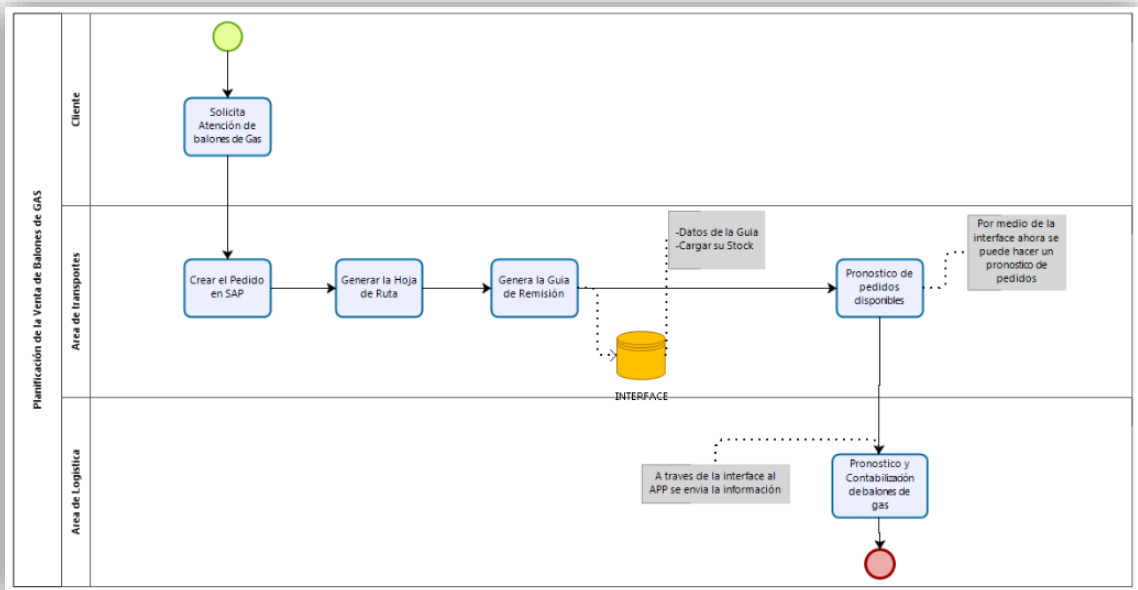 Planificación de la Venta de Balones de GAS
Cliente
Solicita
Atención de
balones de Gas
Area de transportes
Crear el Pedido
en SAP
Generar la Hoja
de Ruta
Genera la Guia
de Remisión
-Datos de la Guia
-Cargar su Stock
INTERFACE
Pronostico de
pedidos
disponibles
Por medio de la
interface ahora se
puede hacer un
pronostico de
pedidos
Area de Logística
A traves de la interface al
APP se envia la información
Pronostico y
Contabilización
de balones de
gas